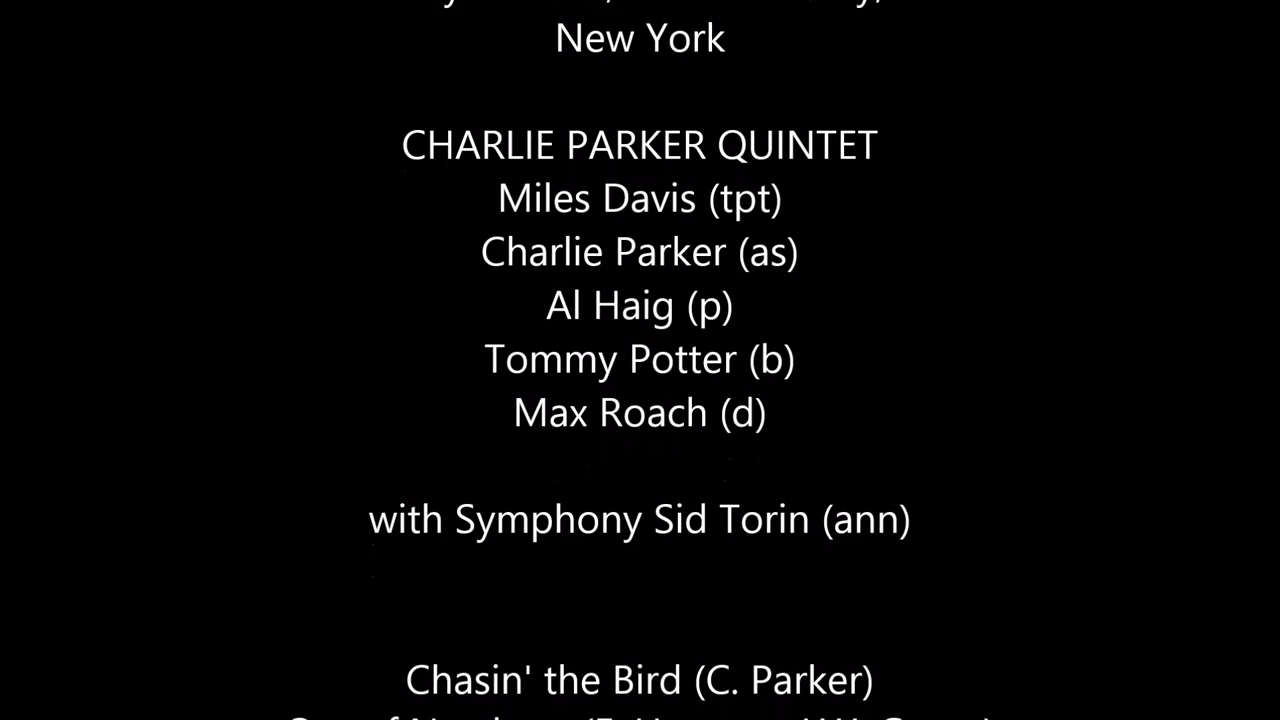 New York
CHARLIE PARKER QUINTET
Miles Davis (tpt)
Charlie Parker (as)
Al Haig (p)
Tommy Potter (b)
Max Roach (d)
with Symphony Sid Torin (ann)
Chasin' the Bird (C. Parker)